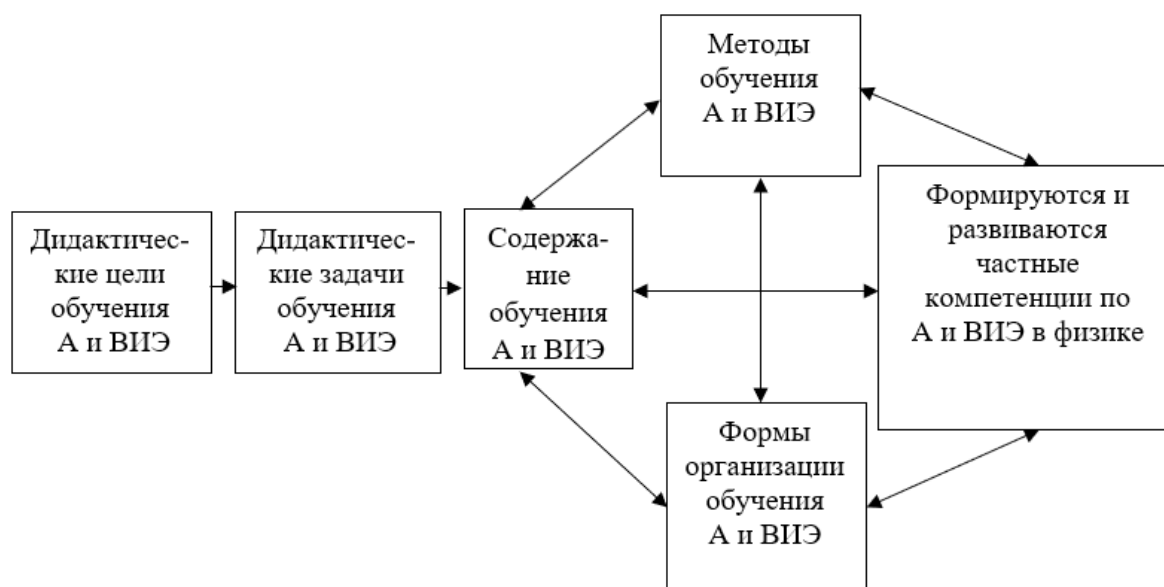 Методы
обучения
А и ВИЭ
Дидактичес-
кие цели
обучения
А и ВИЭ
Дидактичес-
кие задачи
обучения
А и ВИЭ
Содержа-
ние
обучения
А и ВИЭ
Формируются и
развиваются
частные
компетенции по
А и ВИЭ в физике
Формы
организации
обучения
А и ВИЭ